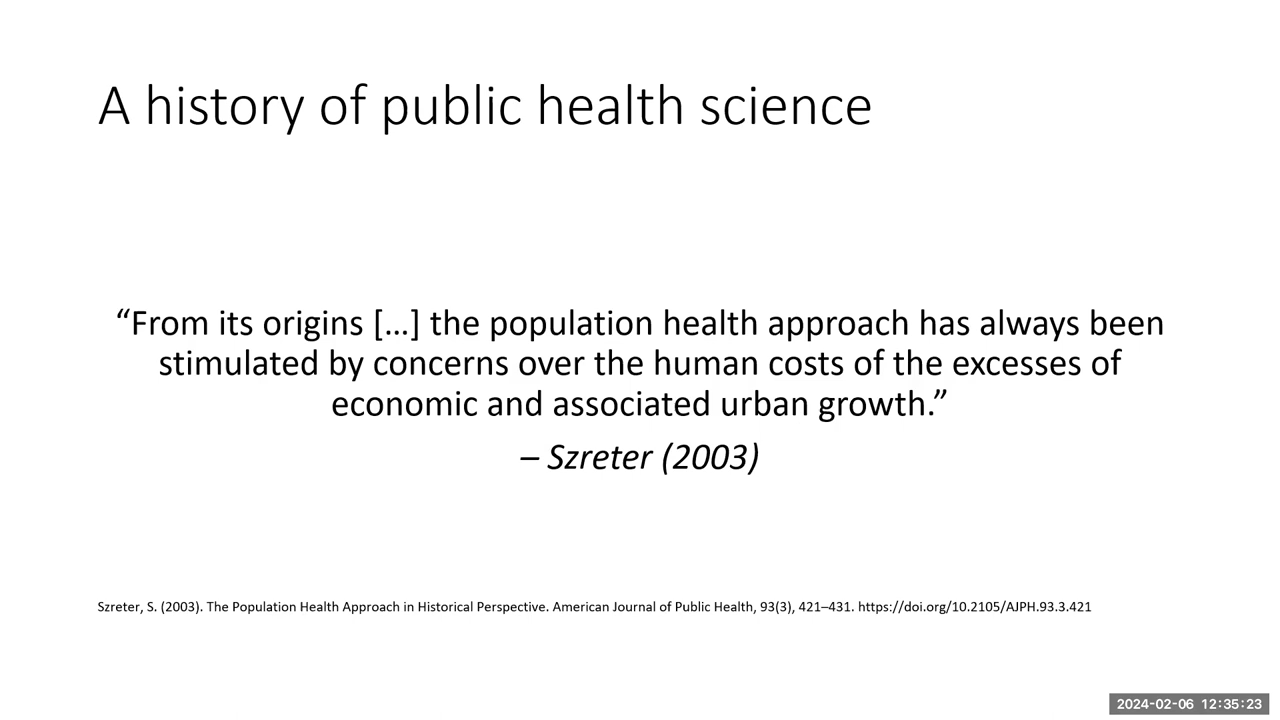 A history of public health science
“From its origins […] the population health approach has always been
stimulated by concerns over the human costs of the excesses of
economic and associated urban growth.”
– Szreter (2003)
Szreter, S. (2003). The Population Health Approach in Historical Perspective. American Journal of Public Health, 93(3), 421–431. https://doi.org/10.2105/AJPH.93.3.421
2024-02-06 12:35:23